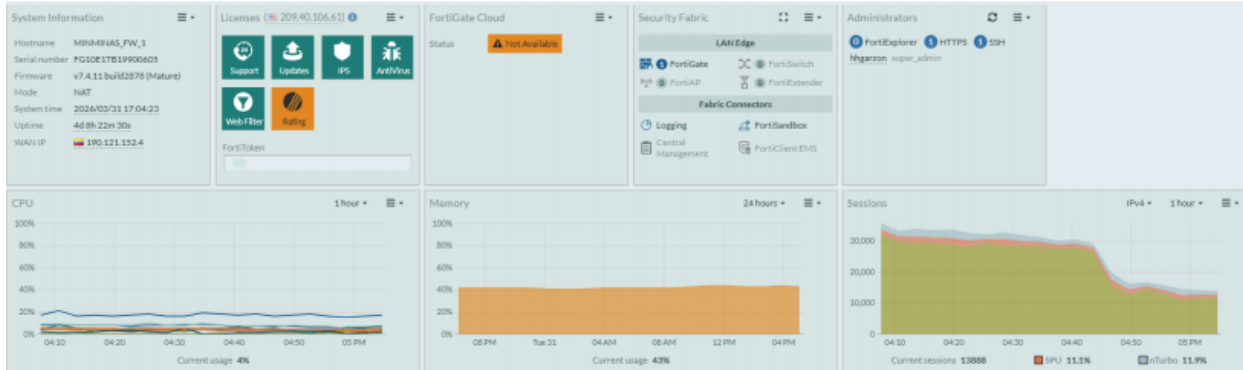 System Information
Hostname MINMINAS_FW_1
Serial number FG10E1TB19900603
Firmware v7.4.11 build2878 (Mature)
Mode NAT
System time 2026/03/31 17:04:23
Uptime 4d 8h 22m 30s
WAN IP 190.121.152.4
Licenses (209.40.106.61)
Support Updates IPS AntiVirus
Web Filter Rating
FortiToken
FortiGate Cloud
Status Not Available
Security Fabric
LAN Edge
1 FortiGate 0 FortiSwitch
0 FortiAP 0 FortiExtender
Fabric Connectors
Logging FortiSandbox
Central Management FortiClient EMS
Administrators
0 FortiExplorer 1 HTTPS 1 SSH
hhgarzon super_admin
CPU 1 hour
100%
80%
60%
40%
20%
0%
04:10 04:20 04:30 04:40 04:50 05 PM
Current usage 4%
Memory 24 hours
100%
80%
60%
40%
20%
0%
08 PM Tue 31 04 AM 08 AM 12 PM 04 PM
Current usage 43%
Sessions IPv4 1 hour
30,000
20,000
10,000
0
04:10 04:20 04:30 04:40 04:50 05 PM
Current sessions 13888 SPU 11.1% nTurbo 11.9%